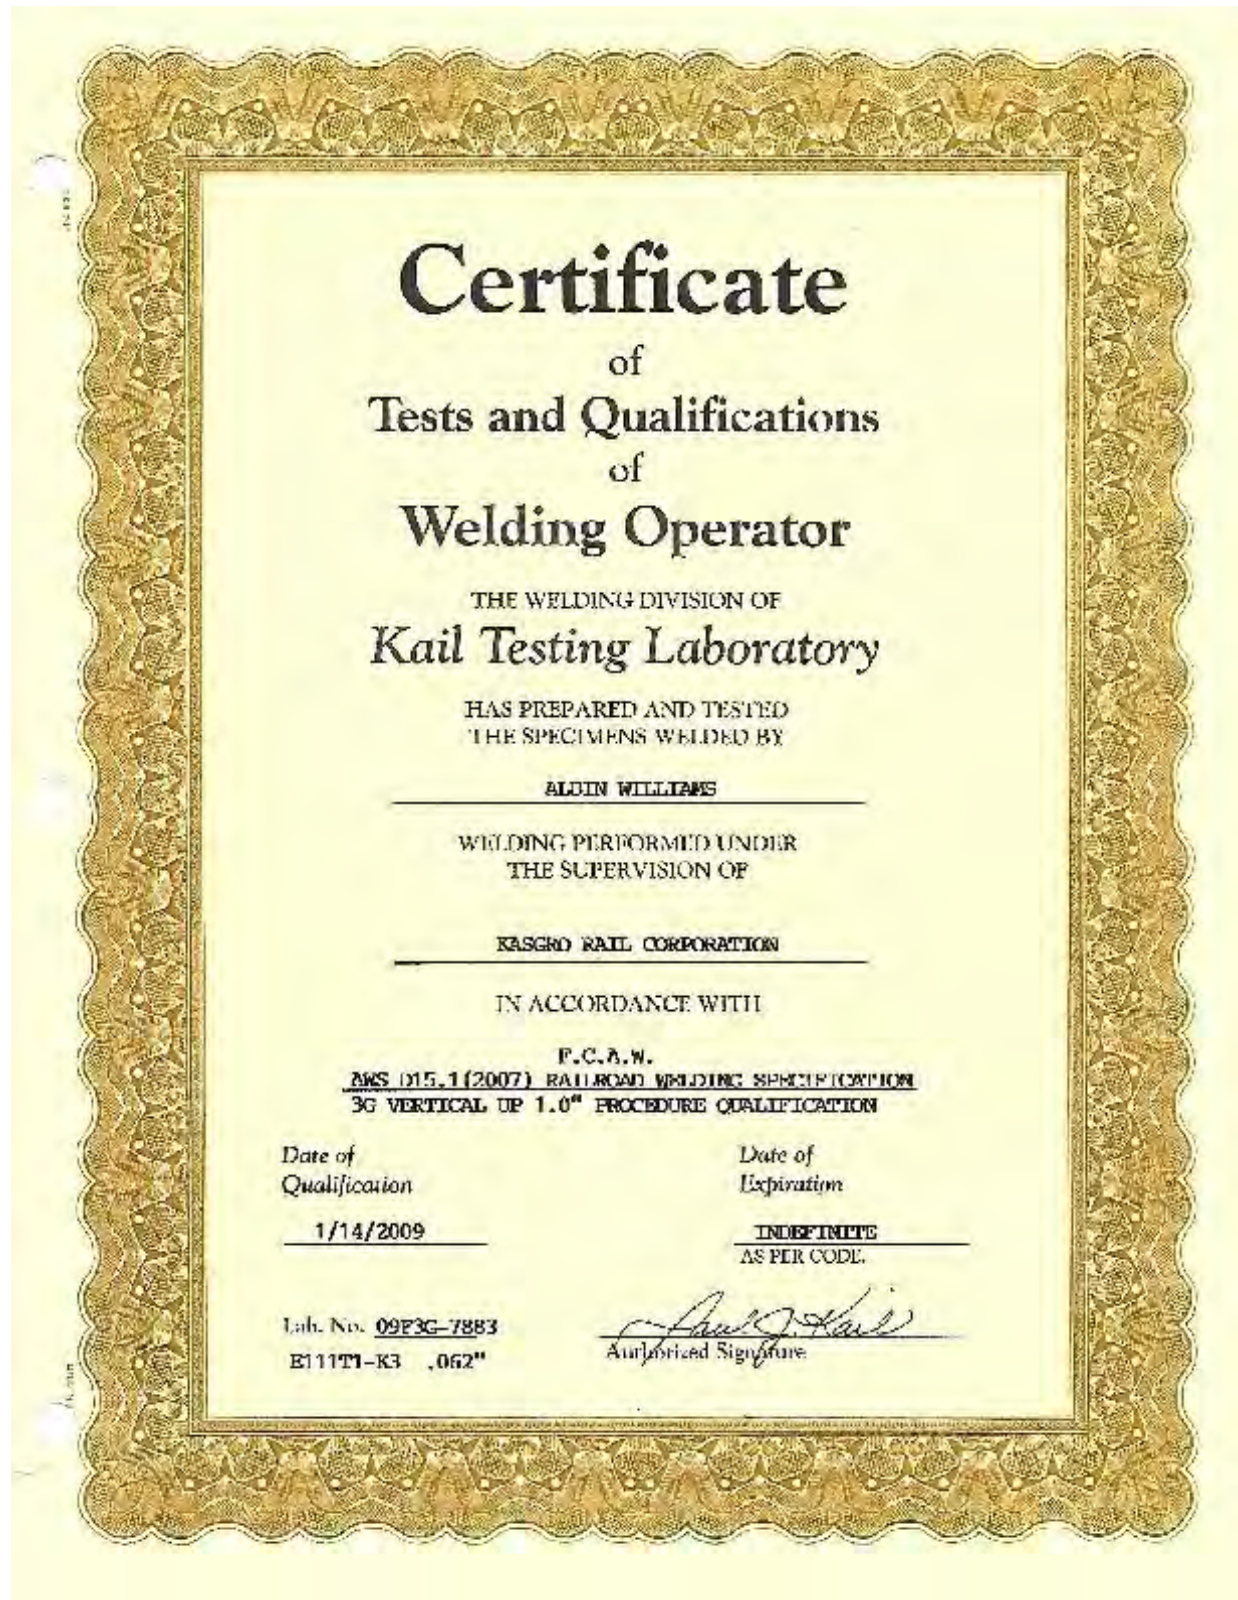 Certificate
of
Tests and Qualifications
of
Welding Operator
THE WELDING DIVISION OF
Kail Testing Laboratory
HAS PREPARED AND TESTED
THE SPECIMENS WELDED BY
WILLIAMS
WELDING PERFORMED UNDER
THE SUPERVISION OF
KASGRO RAIL CORPORATION
IN ACCORDANCE WITH
F.C.A.W.
AWS D15.1(2007) RAILROAD WELDING SPECIFICATION
3G VERTICAL UP 1.0" PROCEDURE QUALIFICATION
Date of Qualification
Date of Expiration
1/14/2009
INDEFINITE
AS PER CODE.
Lab. No. 09F3G-7883
E111T1-K3 .062"
Paul J. Kail
Authorized Signature